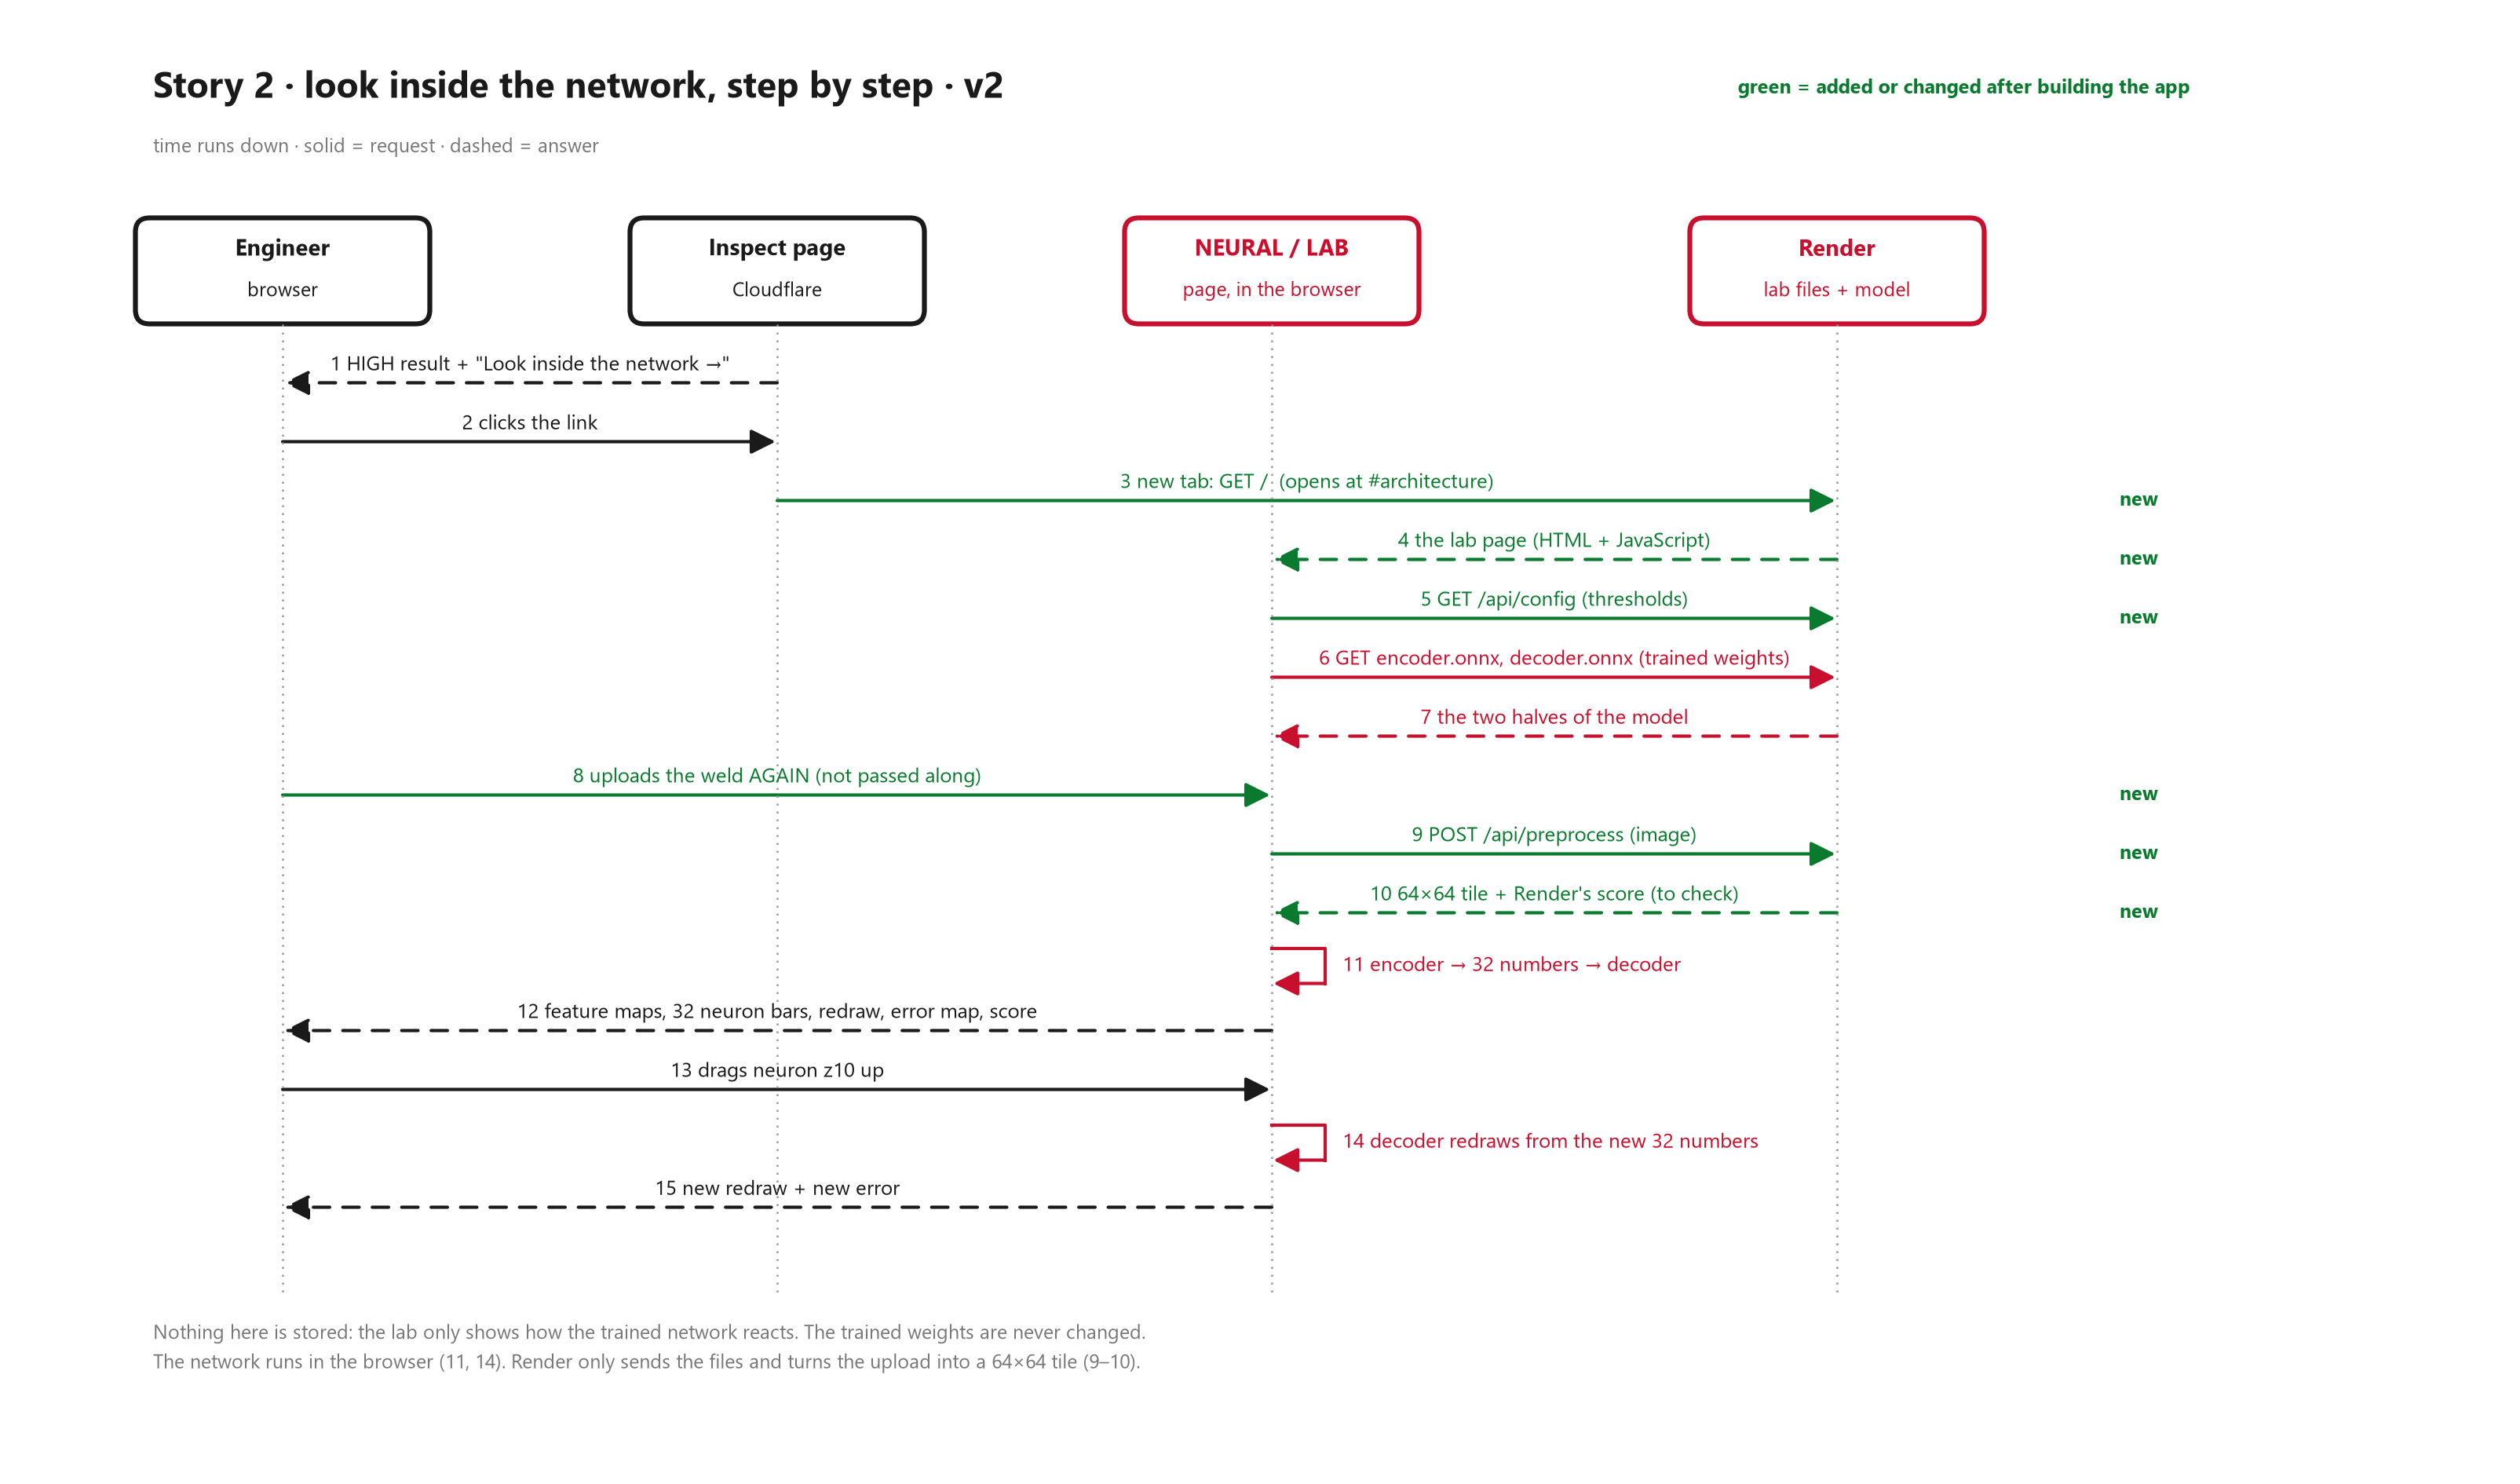 Story 2 · look inside the network, step by step · v2
green = added or changed after building the app
time runs down · solid = request · dashed = answer
Engineer
browser
Inspect page
Cloudflare
NEURAL / LAB
page, in the browser
Render
lab files + model
1 HIGH result + "Look inside the network →"
2 clicks the link
3 new tab: GET / (opens at #architecture)
new
4 the lab page (HTML + JavaScript)
new
5 GET /api/config (thresholds)
new
6 GET encoder.onnx, decoder.onnx (trained weights)
7 the two halves of the model
8 uploads the weld AGAIN (not passed along)
new
9 POST /api/preprocess (image)
new
10 64×64 tile + Render's score (to check)
new
11 encoder → 32 numbers → decoder
12 feature maps, 32 neuron bars, redraw, error map, score
13 drags neuron z10 up
14 decoder redraws from the new 32 numbers
15 new redraw + new error
Nothing here is stored: the lab only shows how the trained network reacts. The trained weights are never changed.
The network runs in the browser (11, 14). Render only sends the files and turns the upload into a 64×64 tile (9–10).